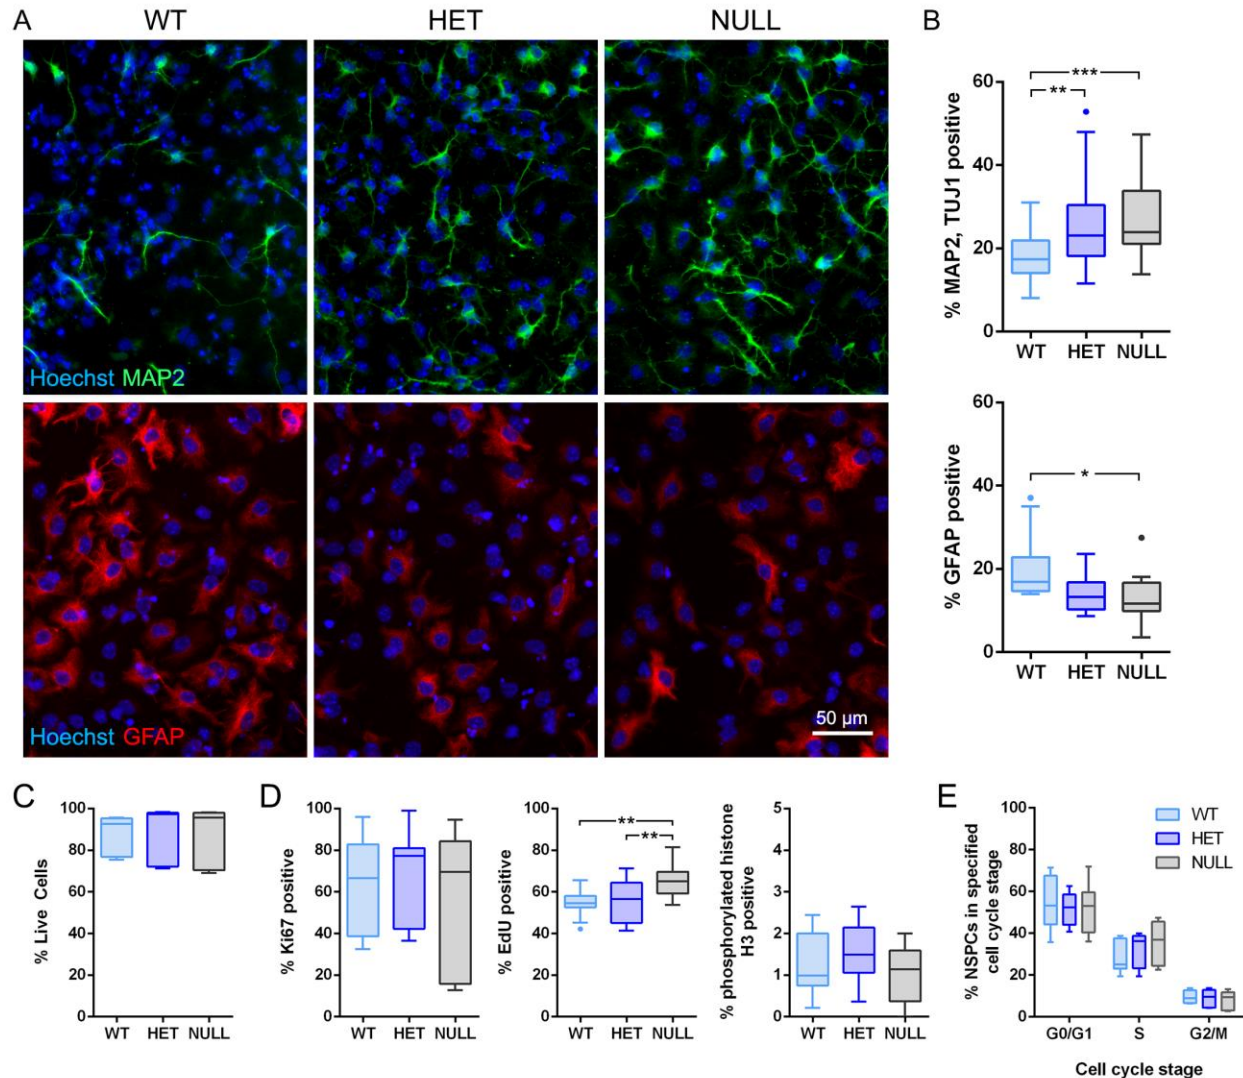 A
WT
HET
NULL
Hoechst MAP2
Hoechst GFAP
50 µm
B
% MAP2, TUJ1 positive
60
40
20
0
***
**
WT HET NULL
% GFAP positive
60
40
20
0
*
WT HET NULL
C
% Live Cells
100
80
60
40
20
0
WT HET NULL
D
% Ki67 positive
100
80
60
40
20
0
WT HET NULL
% EdU positive
100
80
60
40
20
0
**
**
WT HET NULL
% phosphorylated histone
H3 positive
5
4
3
2
1
0
WT HET NULL
E
% NSPCs in specified
cell cycle stage
100
80
60
40
20
0
WT
HET
NULL
G0/G1 S G2/M
Cell cycle stage